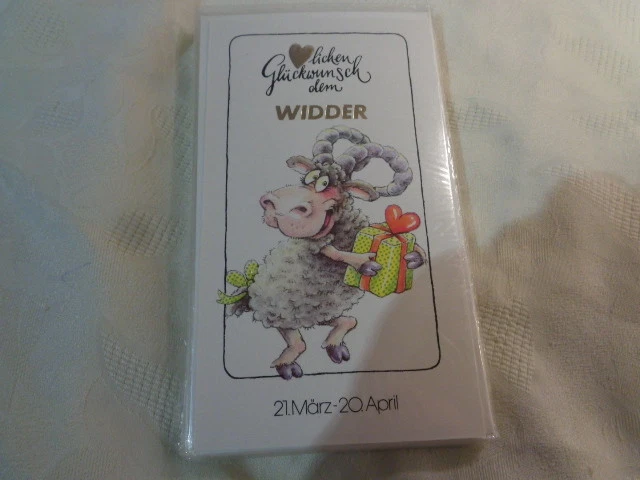 lichen
Glückwunsch
dem
WIDDER
21. März - 20. April